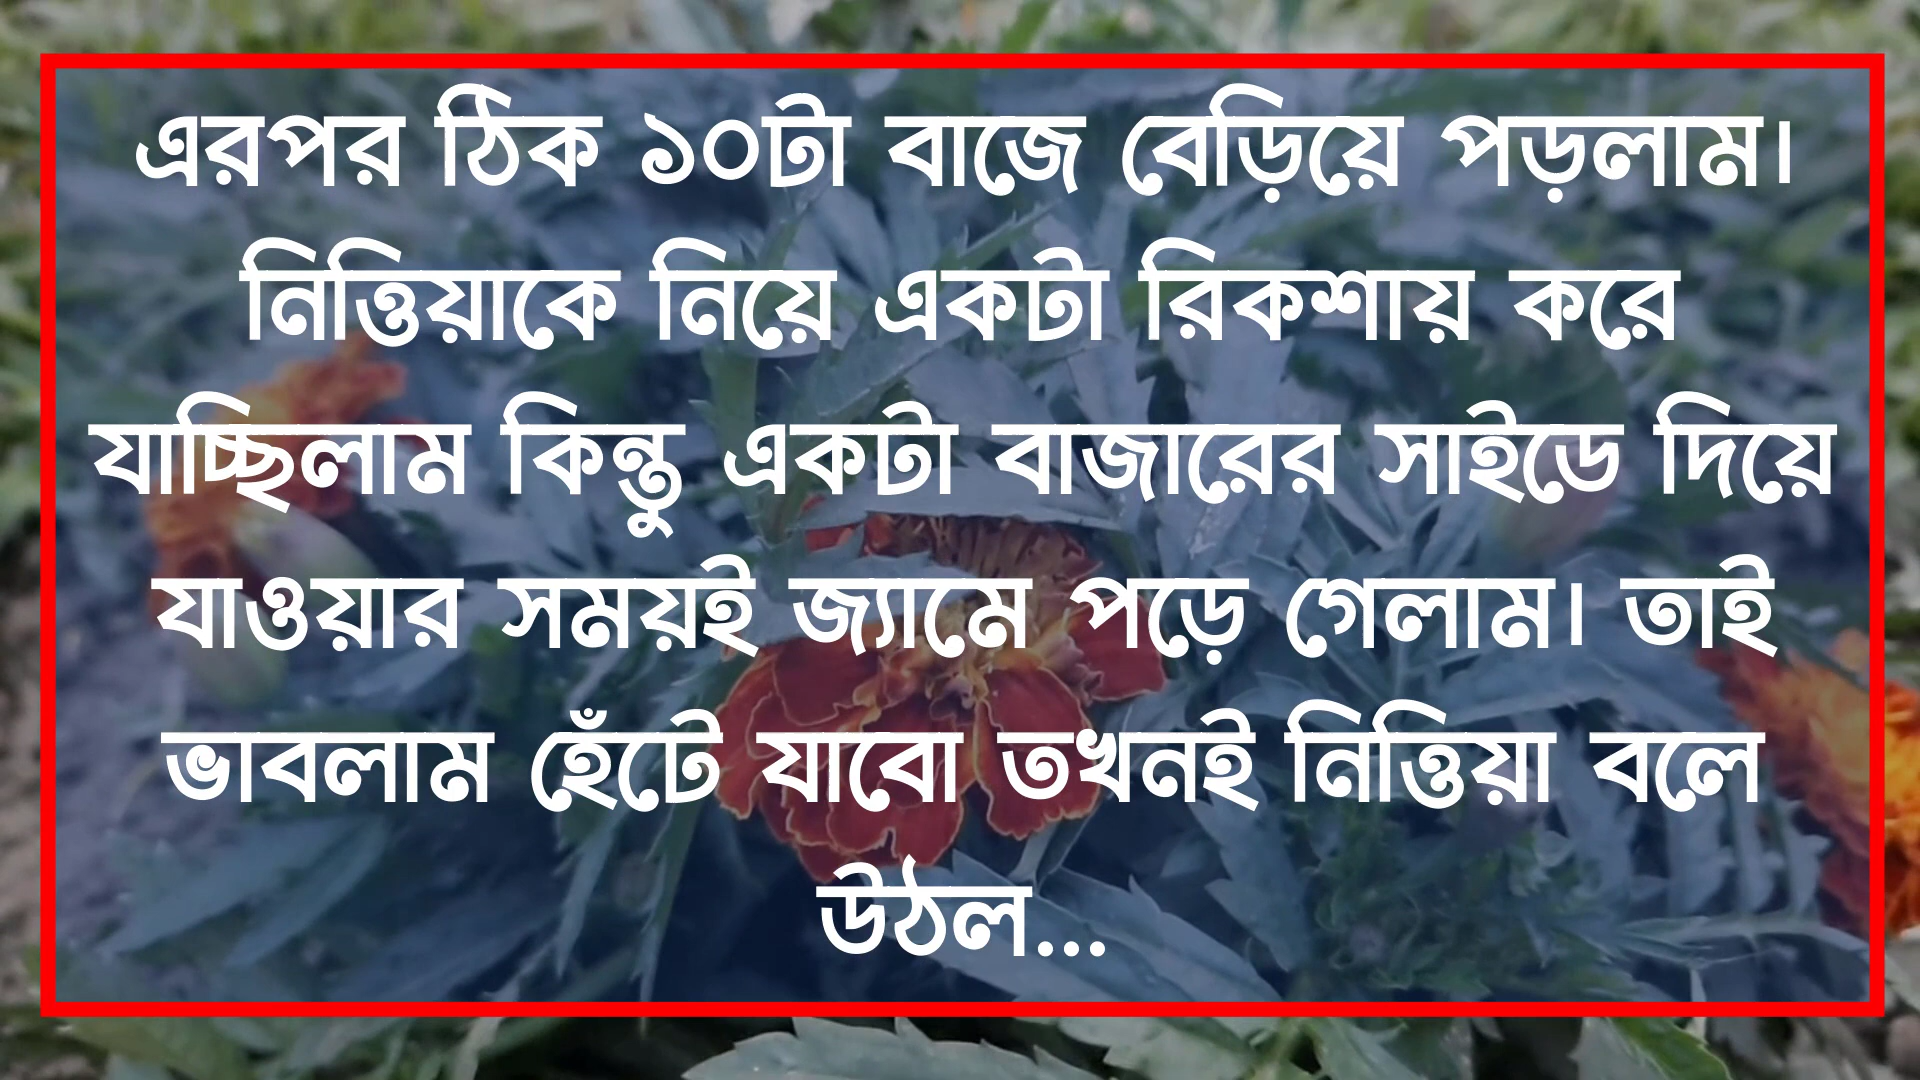 এরপর ঠিক ১০টা বাজে বেড়িয়ে পড়লাম।
নিত্তিয়াকে নিয়ে একটা রিকশায় করে
যাচ্ছিলাম কিন্তু একটা বাজারের সাইডে দিয়ে
যাওয়ার সময়ই জ্যামে পড়ে গেলাম। তাই
ভাবলাম হেঁটে যাবো তখনই নিত্তিয়া বলে
উঠল...